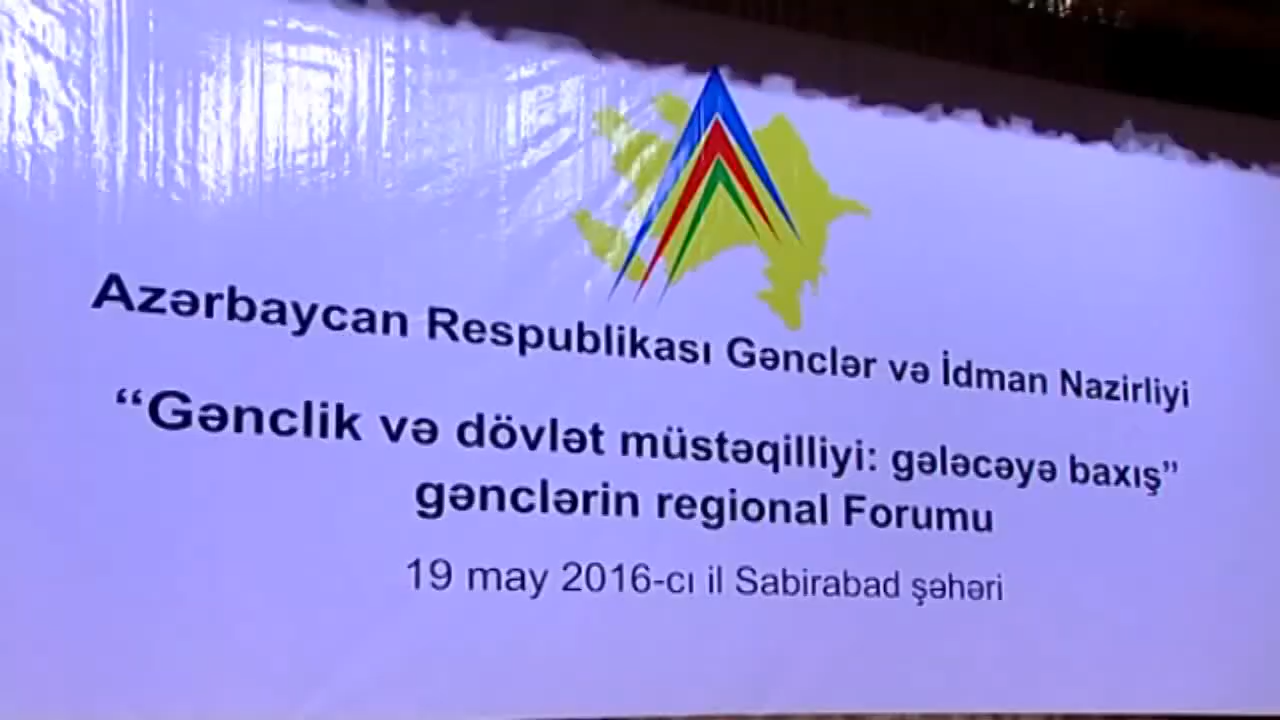 Azərbaycan Respublikası Gənclər və İdman Nazirliyi
“Gənclik və dövlət müstəqilliyi: gələcəyə baxış”
gənclərin regional Forumu
19 may 2016-cı il Sabirabad şəhəri